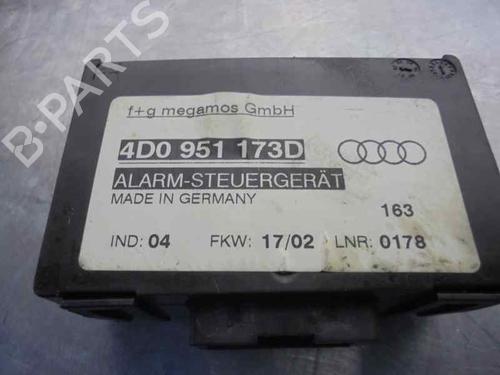 f+g megamos GmbH
4D0 951 173D
ALARM-STEUERGERÄT
MADE IN GERMANY
163
IND: 04 FKW: 17/02 LNR: 0178
B-PARTS